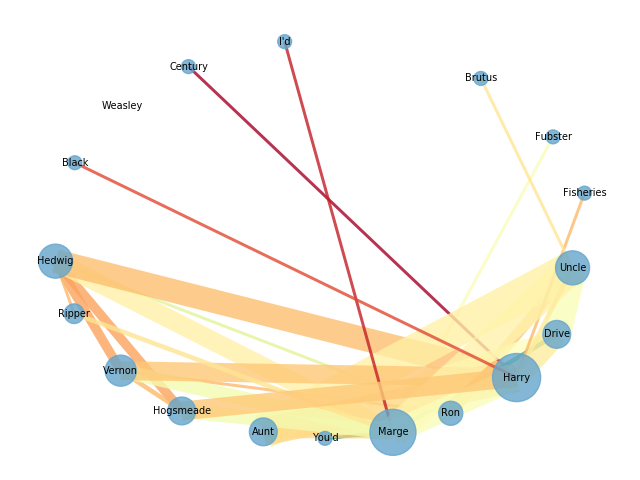 I'd
Century
Brutus
Weasley
Fubster
Black
Fisheries
Hedwig
Uncle
Ripper
Drive
Vernon
Harry
Hogsmeade
Ron
Aunt
Marge
You'd